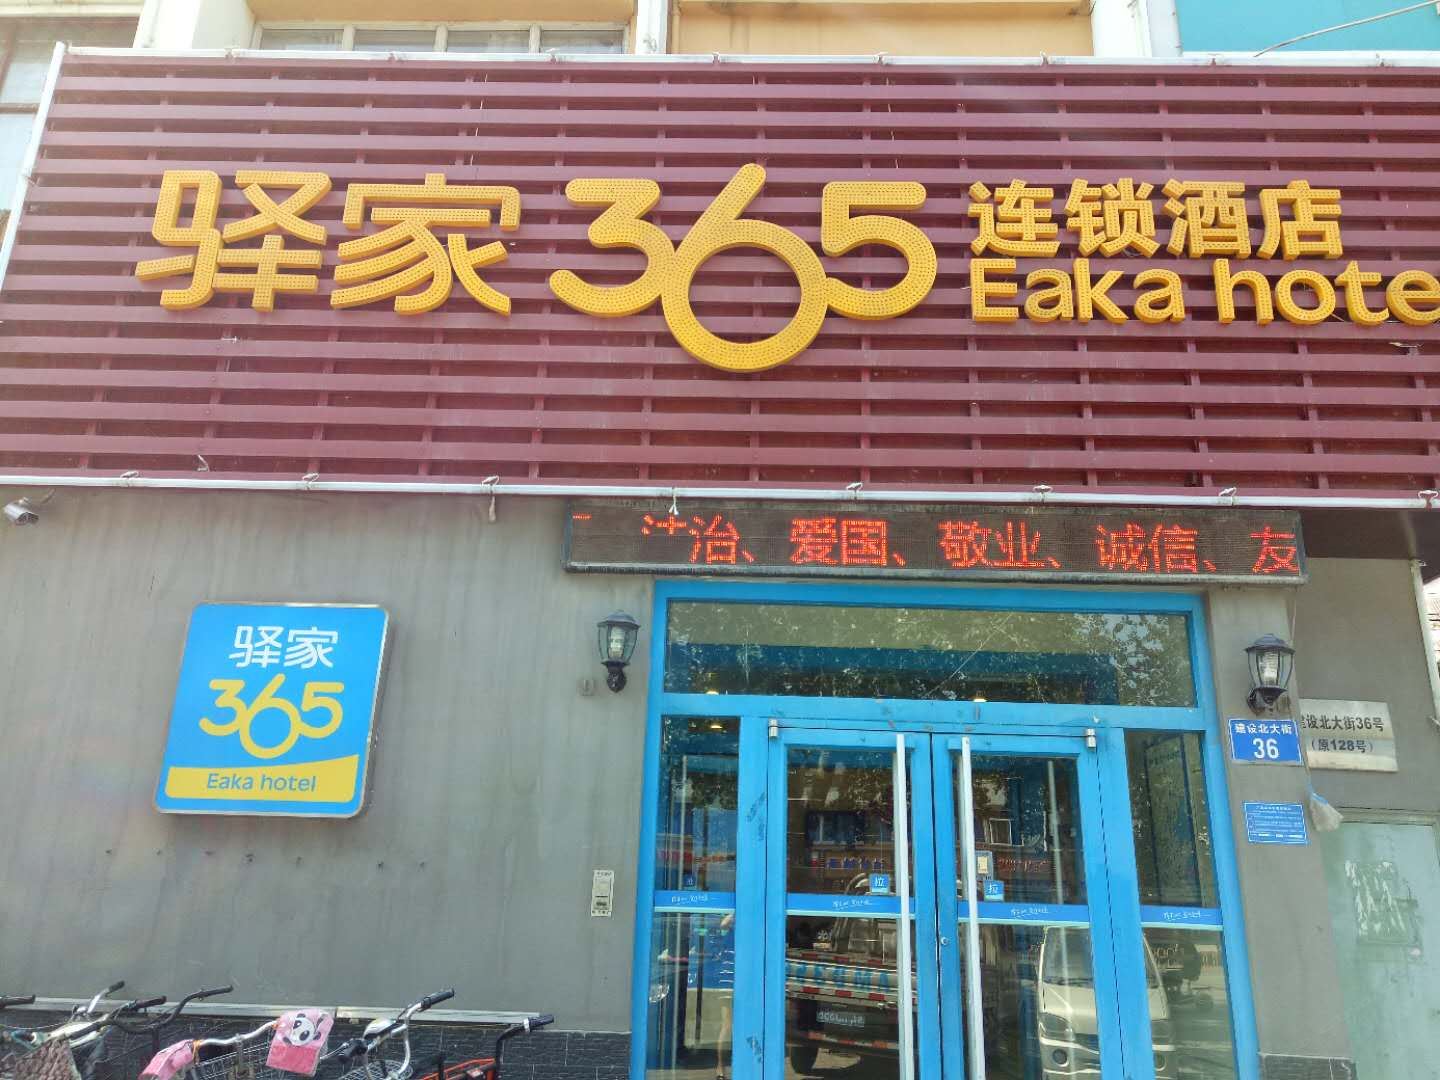 驿家365
连锁酒店
Eaka hote
治、爱国、敬业、诚信、友
驿家
365
Eaka hotel
建设北大街
36
建设北大街36号
（原128号）
拉
拉